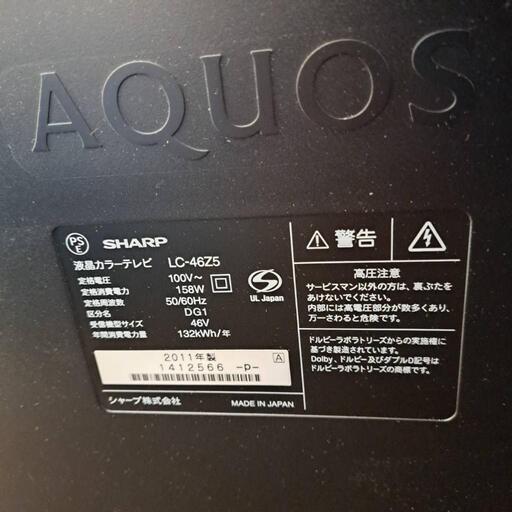 AQUOS
PS
E
SHARP
液晶カラーテレビ LC-46Z5
定格電圧 100V~
定格消費電力 158W
定格周波数 50/60Hz
区分名 DG1
受信機型サイズ 46V
年間消費電力量 132kWh/年
S
UL Japan
2011年製 A
1412566 -p-
シャープ株式会社 MADE IN JAPAN
警告
高圧注意
サービスマン以外の方は、裏ぶたを
あけないでください。
内部には高電圧部分が数多くあり、
万一さわると危険です。
ドルビーラボラトリーズからの実施権に
基づき製造されています。
Dolby、ドルビー及びダブルD記号は
ドルビーラボラトリーズの商標です。